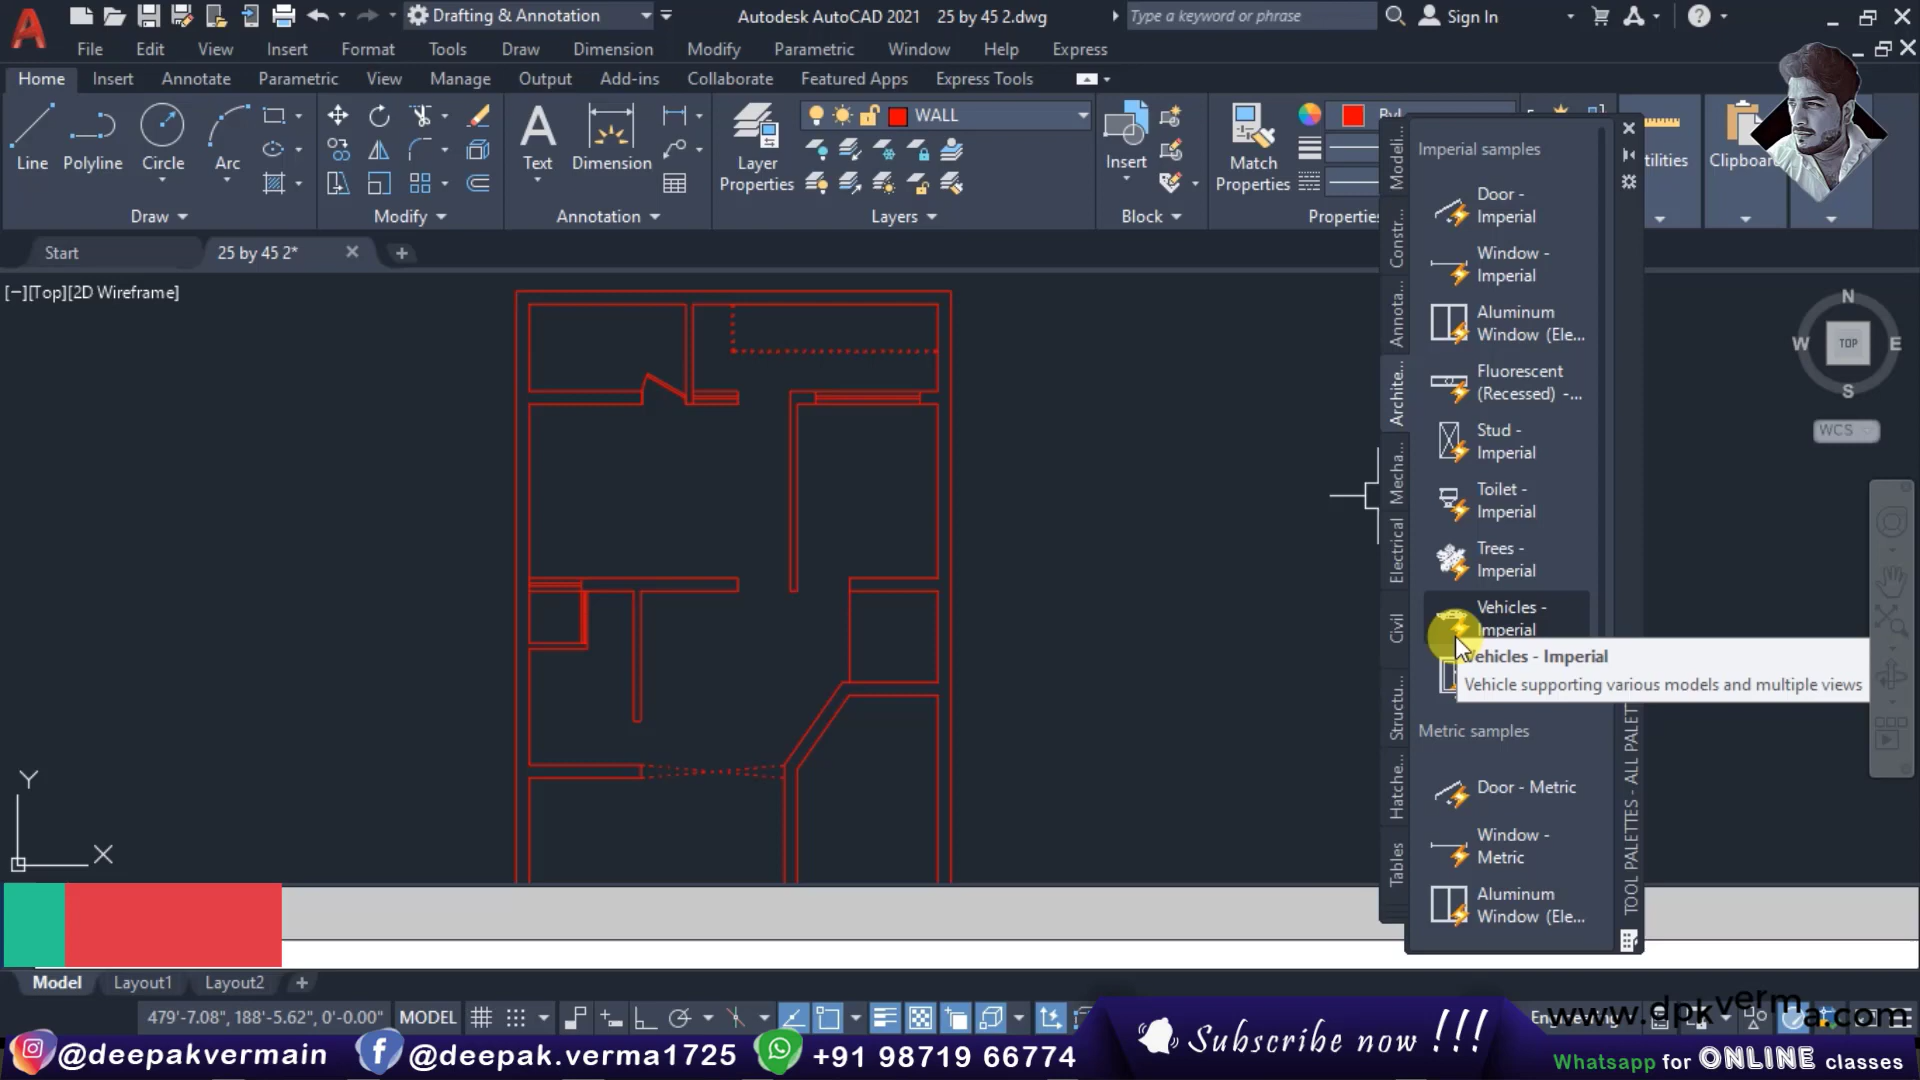 Drafting & Annotation
Autodesk AutoCAD 2021 25 by 45 2.dwg
Type a keyword or phrase
Sign In
File Edit View Insert Format Tools Draw Dimension Modify Parametric Window Help Express
Home Insert Annotate Parametric View Manage Output Add-ins Collaborate Featured Apps Express Tools
Line
Polyline
Circle
Arc
Draw
Modify
Text
Dimension
Annotation
Layer
Properties
WALL
Layers
Insert
Block
Match
Properties
Properties
Clipboard
Start
25 by 45 2*
[−][Top][2D Wireframe]
Modeli...
Constr...
Annota...
Archite...
Mecha...
Electrical
Civil
Structu...
Hatche...
Tables
Imperial samples
Door -
Imperial
Window -
Imperial
Aluminum
Window (Ele...
Fluorescent
(Recessed) -...
Stud -
Imperial
Toilet -
Imperial
Trees -
Imperial
Vehicles -
Imperial
Vehicles - Imperial
Vehicle supporting various models and multiple views
Metric samples
Door - Metric
Window -
Metric
Aluminum
Window (Ele...
TOOL PALETTES - ALL PALET
N
W TOP E
S
WCS
Y
X
Model Layout1 Layout2
479'-7.08", 188'-5.62", 0'-0.00" MODEL
www.dpkverma.com
@deepakvermain
@deepak.verma1725
+91 98719 66774
Subscribe now !!!
Whatsapp for ONLINE classes